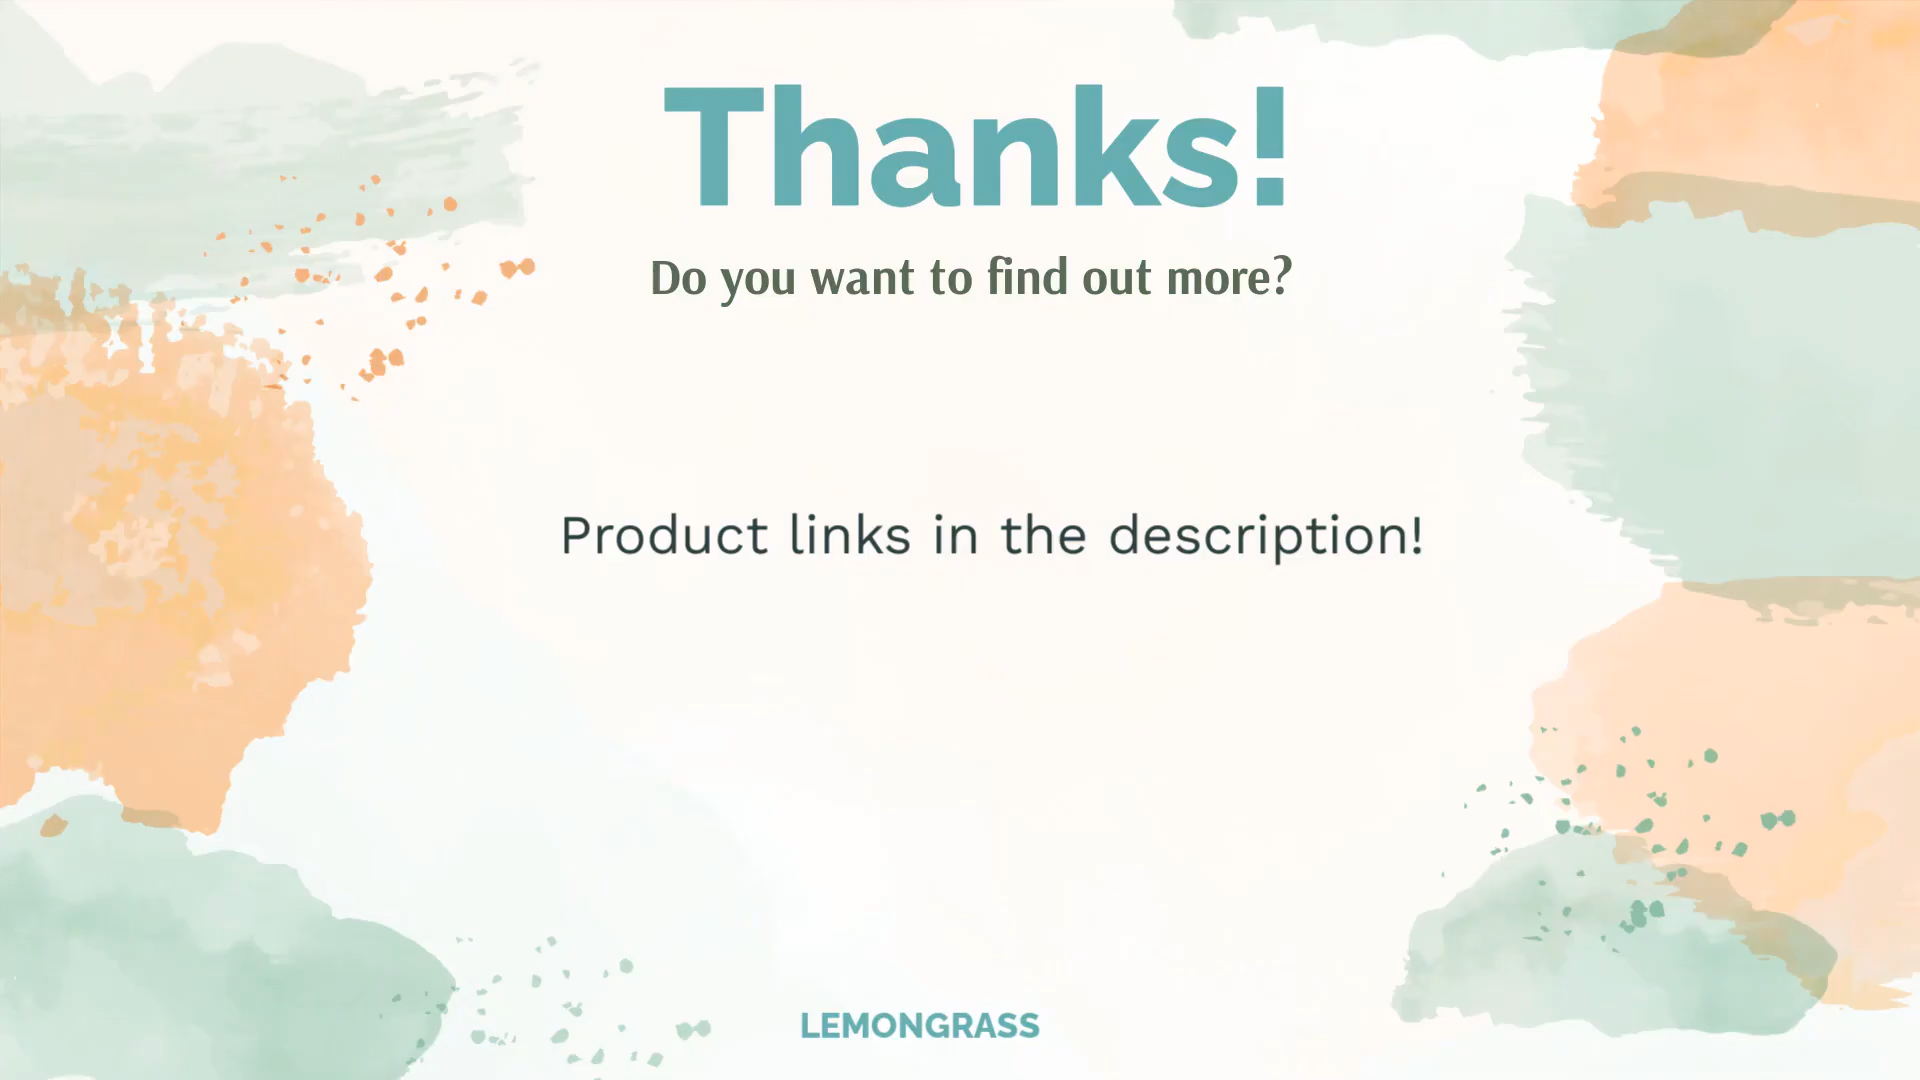 Thanks!
Do you want to find out more?
Product links in the description!
LEMONGRASS